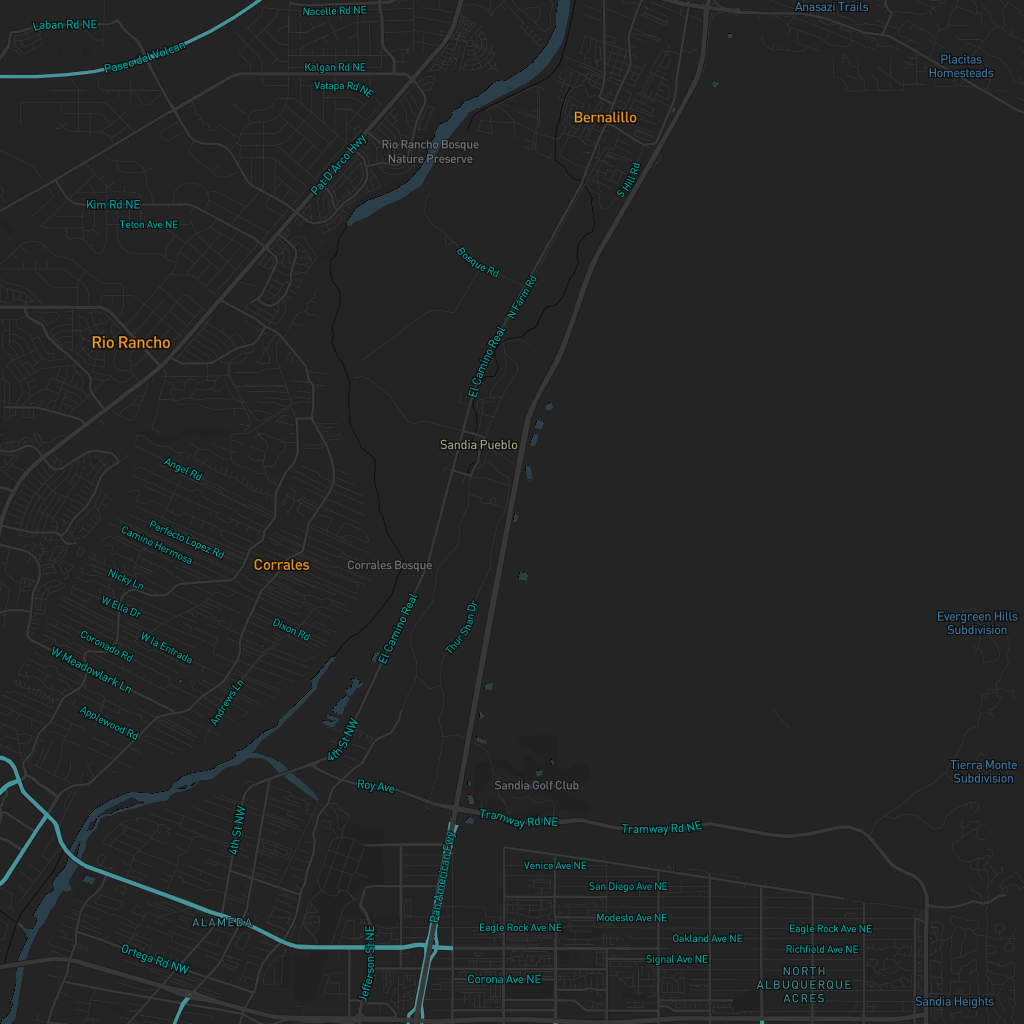 Anasazi Trails
Nacelle Rd NE
Laban Rd NE
Paseo del Volcan
Placitas
Homesteads
Kalgan Rd NE
Vatapa Rd NE
Bernalillo
Rio Rancho Bosque
Nature Preserve
Pat D'Arco Hwy
S Hill Rd
Kim Rd NE
Teton Ave NE
Bosque Rd
N Farm Rd
Rio Rancho
El Camino Real
Sandia Pueblo
Angel Rd
Perfecto Lopez Rd
Camino Hermosa
Corrales
Corrales Bosque
Nicky Ln
W Ella Dr
El Camino Real
Thur Shan Dr
Evergreen Hills
Subdivision
Dixon Rd
Coronado Rd
W la Entrada
W Meadowlark Ln
Andrews Ln
Applewood Rd
4th St NW
Tierra Monte
Subdivision
Roy Ave
Sandia Golf Club
4th St NW
Tramway Rd NE
Tramway Rd NE
Pan American Fwy
Venice Ave NE
San Diego Ave NE
Modesto Ave NE
ALAMEDA
Eagle Rock Ave NE
Eagle Rock Ave NE
Oakland Ave NE
Richfield Ave NE
Signal Ave NE
Ortega Rd NW
Jefferson St NE
Corona Ave NE
NORTH
ALBUQUERQUE
ACRES
Sandia Heights